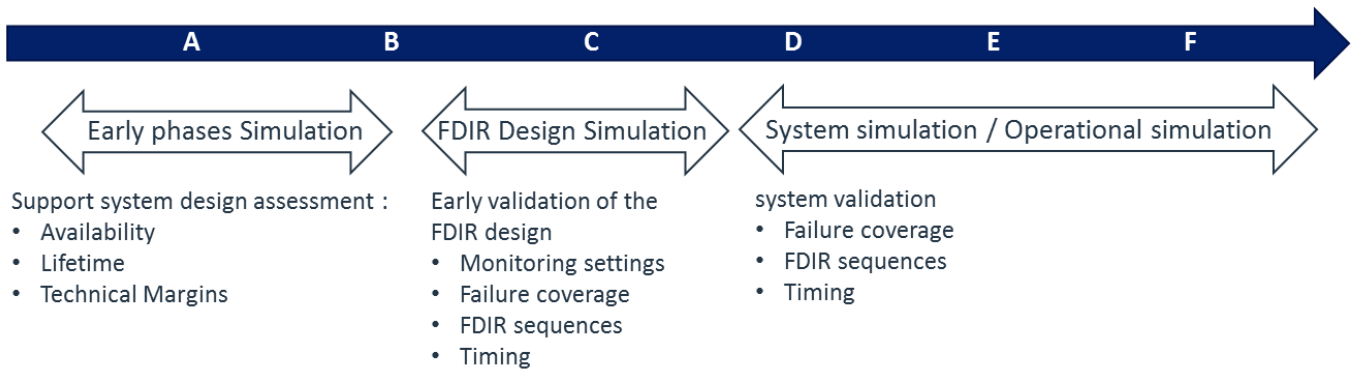 A B C D E F
Early phases Simulation
FDIR Design Simulation
System simulation / Operational simulation
Support system design assessment :
• Availability
• Lifetime
• Technical Margins
Early validation of the
FDIR design
• Monitoring settings
• Failure coverage
• FDIR sequences
• Timing
system validation
• Failure coverage
• FDIR sequences
• Timing